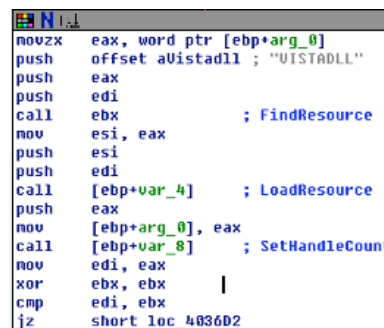 N
movzx eax, word ptr [ebp+arg_0]
push offset aVistadll ; "VISTADLL"
push eax
push edi
call ebx ; FindResource
mov esi, eax
push esi
push edi
call [ebp+var_4] ; LoadResource
push eax
mov [ebp+arg_0], eax
call [ebp+var_8] ; SetHandleCount
mov edi, eax
xor ebx, ebx
cmp edi, ebx
jz short loc_4036D2